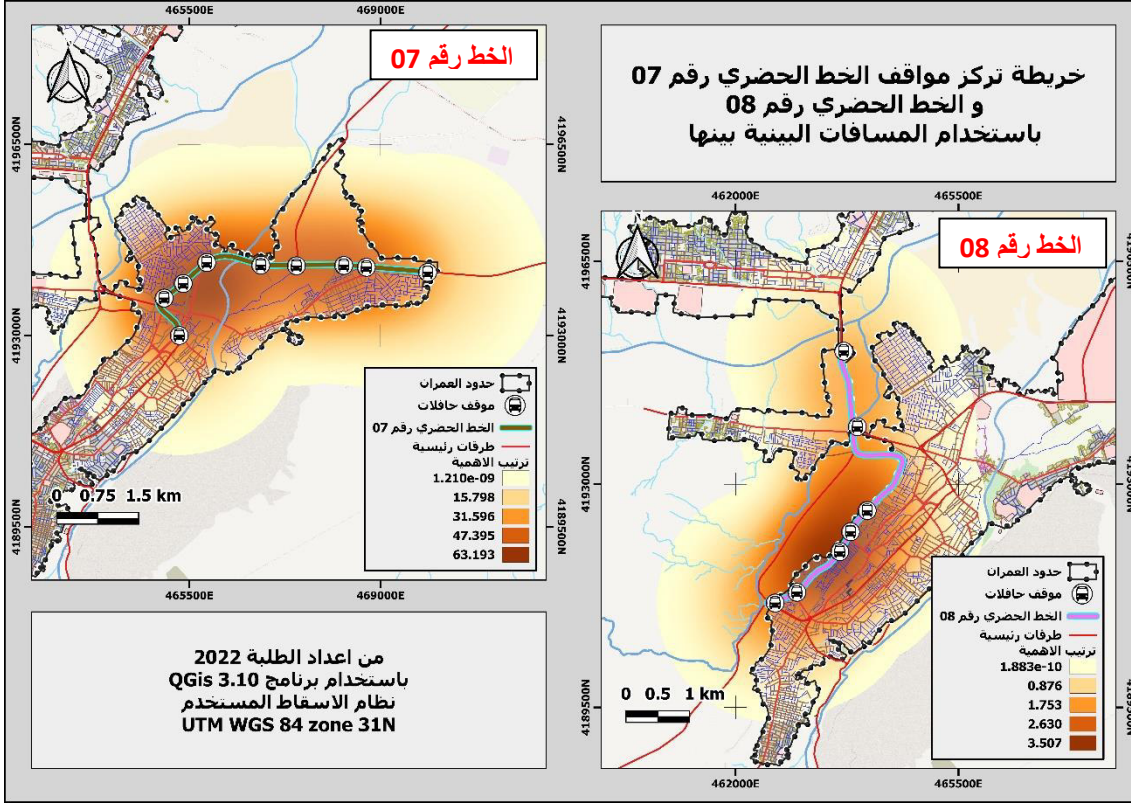 خريطة تركز مواقف الخط الحضري رقم 07
و الخط الحضري رقم 08
باستخدام المسافات البينية بينها
465500E
469000E
الخط رقم 07
4196500N
4196500N
4193000N
4193000N
4189500N
حدود العمران
موقف حافلات
الخط الحضري رقم 07
طرقات رئيسية
ترتيب الاهمية
1.210e-09
15.798
31.596
47.395
63.193
0 0.75 1.5 km
4189500N
465500E
469000E
462000E
465500E
الخط رقم 08
4196500N
4193000N
4193000N
4189500N
حدود العمران
موقف حافلات
الخط الحضري رقم 08
طرقات رئيسية
ترتيب الاهمية
1.883e-10
0.876
1.753
2.630
3.507
0 0.5 1 km
462000E
465500E
من اعداد الطلبة 2022
باستخدام برنامج QGis 3.10
نظام الاسقاط المستخدم
UTM WGS 84 zone 31N